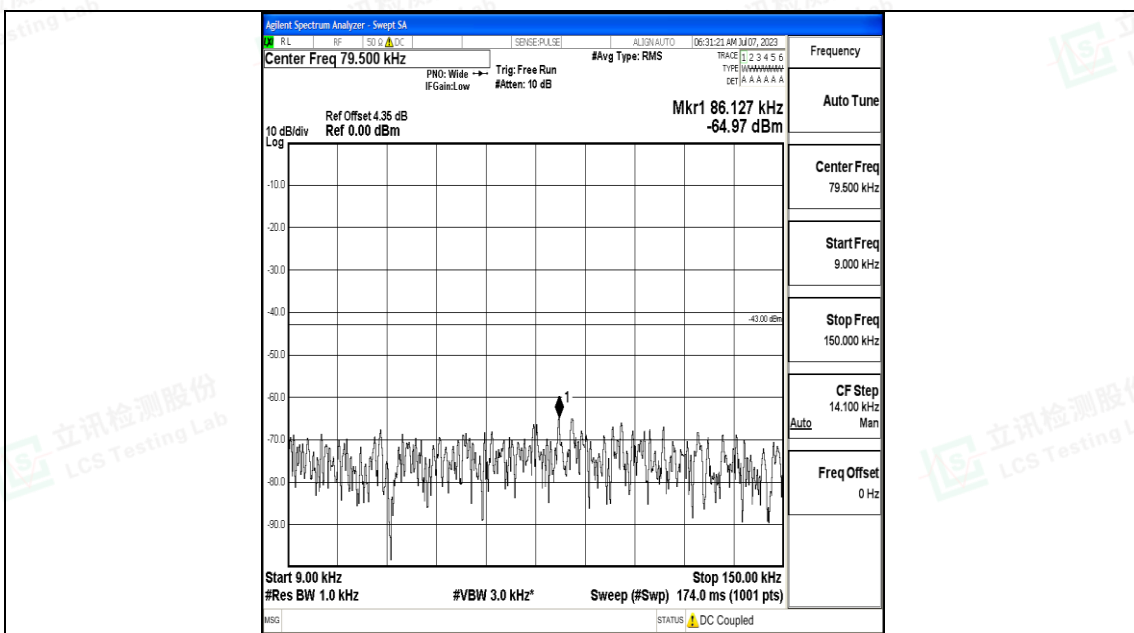 Agilent Spectrum Analyzer - Swept SA
RL RF 50 Ω DC SENSE:PULSE ALIGN AUTO 06:31:21 AM Jul 07, 2023
Center Freq 79.500 kHz
#Avg Type: RMS
TRACE 1 2 3 4 5 6
TYPE
DET A A A A A A
PNO: Wide
IFGain:Low
Trig: Free Run
#Atten: 10 dB
Mkr1 86.127 kHz
-64.97 dBm
Ref Offset 4.35 dB
10 dB/div Ref 0.00 dBm
Log
-10.0
-20.0
-30.0
-40.0
-43.00 dBm
-50.0
-60.0
1
-70.0
-80.0
-90.0
Start 9.00 kHz Stop 150.00 kHz
#Res BW 1.0 kHz #VBW 3.0 kHz* Sweep (#Swp) 174.0 ms (1001 pts)
MSG STATUS DC Coupled
Frequency
Auto Tune
Center Freq
79.500 kHz
Start Freq
9.000 kHz
Stop Freq
150.000 kHz
CF Step
14.100 kHz
Auto Man
Freq Offset
0 Hz
立讯检测股份
LCS Testing Lab
立讯检测股份
LCS Testing L